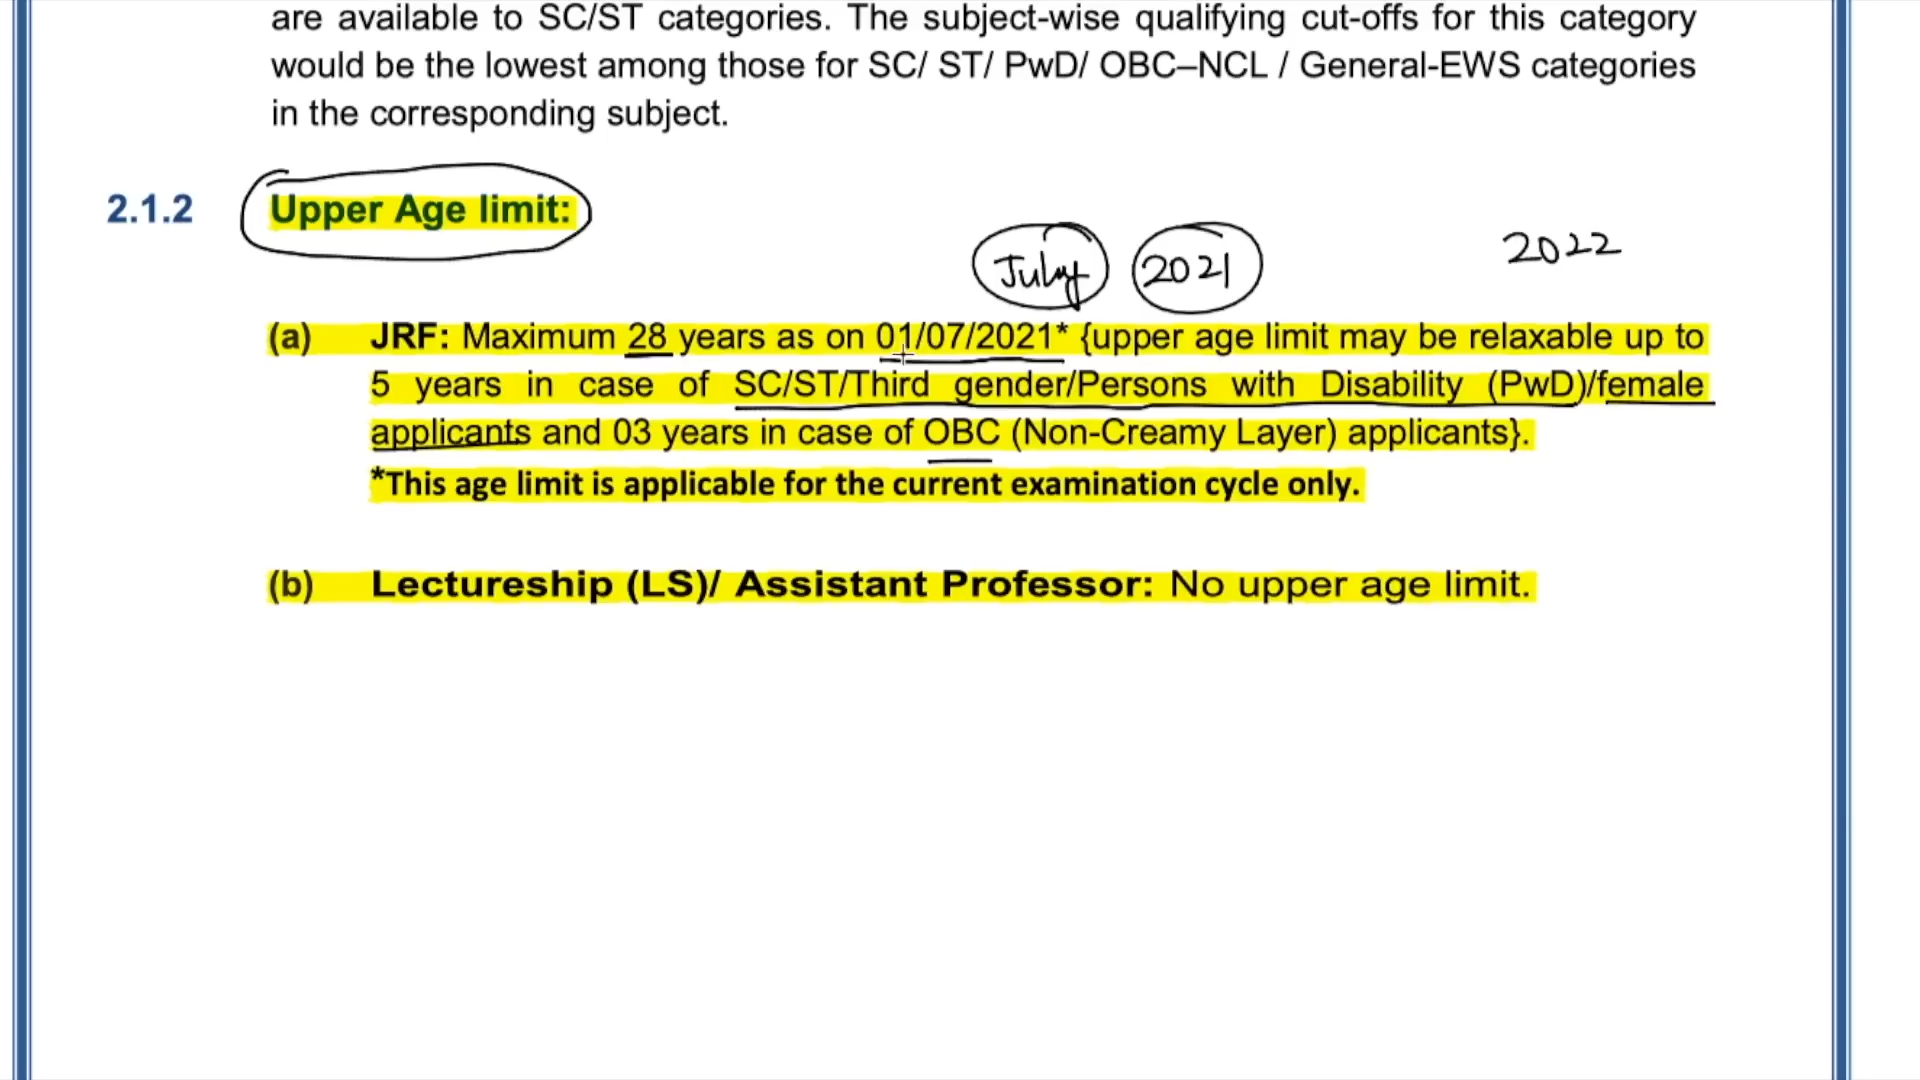 are available to SC/ST categories. The subject-wise qualifying cut-offs for this category
would be the lowest among those for SC/ ST/ PwD/ OBC–NCL / General-EWS categories
in the corresponding subject.
2.1.2 Upper Age limit:
July 2021 2022
(a) JRF: Maximum 28 years as on 01/07/2021* {upper age limit may be relaxable up to
5 years in case of SC/ST/Third gender/Persons with Disability (PwD)/female
applicants and 03 years in case of OBC (Non-Creamy Layer) applicants}.
*This age limit is applicable for the current examination cycle only.
(b) Lectureship (LS)/ Assistant Professor: No upper age limit.